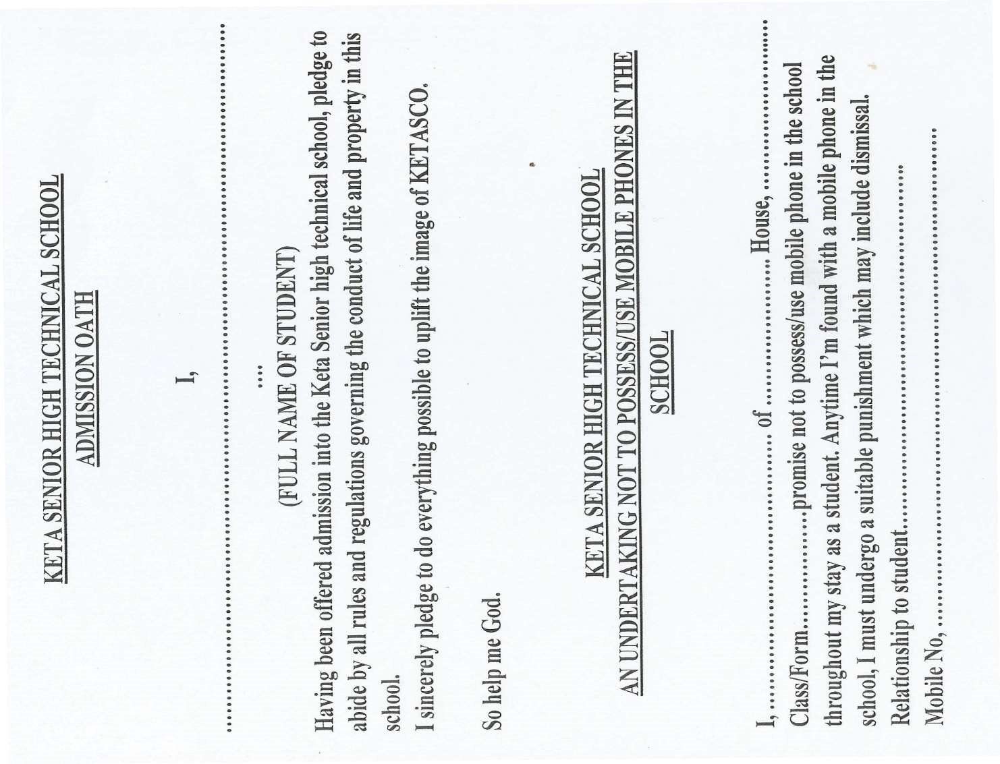 KETA SENIOR HIGH TECHNICAL SCHOOL
ADMISSION OATH
I,
........................................................................................................................
....
(FULL NAME OF STUDENT)
Having been offered admission into the Keta Senior high technical school, pledge to
abide by all rules and regulations governing the conduct of life and property in this
school.
I sincerely pledge to do everything possible to uplift the image of KETASCO.
So help me God.
KETA SENIOR HIGH TECHNICAL SCHOOL
AN UNDERTAKING NOT TO POSSESS/USE MOBILE PHONES IN THE
SCHOOL
I, .................................................. of ......................... House, .............................
Class/Form....................promise not to possess/use mobile phone in the school
throughout my stay as a student. Anytime I’m found with a mobile phone in the
school, I must undergo a suitable punishment which may include dismissal.
Relationship to student..............................................................
Mobile No, ......................................................................................